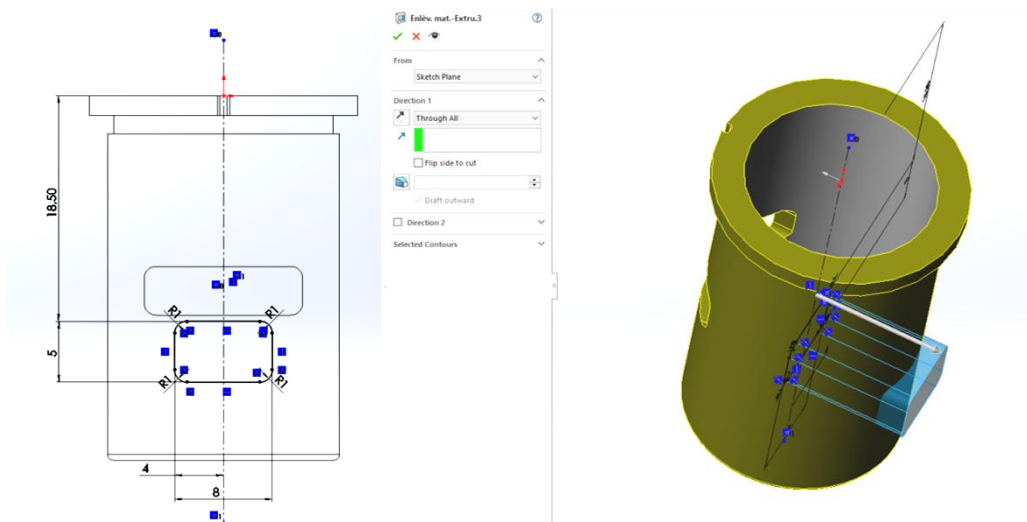 18.50
R1
R1
5
R1
R1
4
8
Enlèv. mat.-Extru.3
From
Sketch Plane
Direction 1
Through All
Flip side to cut
Draft outward
Direction 2
Selected Contours